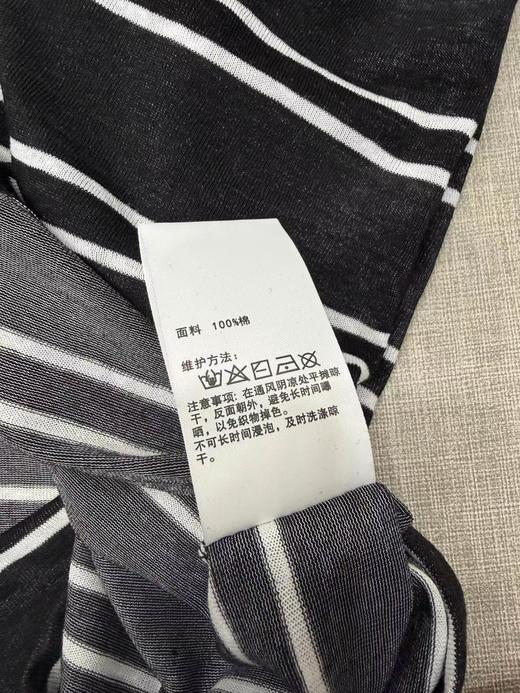 面料 100%棉
维护方法:
注意事项: 在通风阴凉处平摊晾
干, 反面朝外, 避免长时间曝
晒, 以免织物掉色。
不可长时间浸泡, 及时洗涤晾
干。